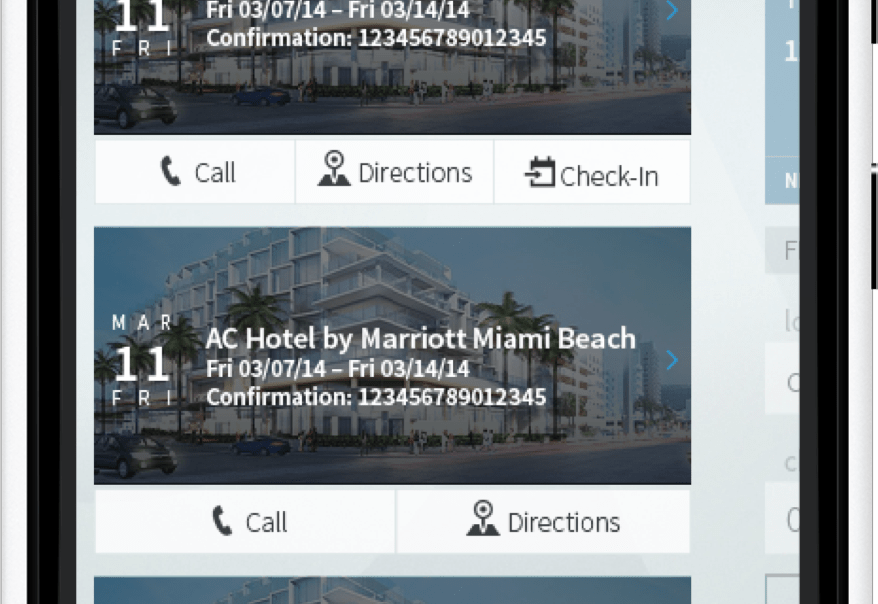 11
FRI
Fri 03/07/14 – Fri 03/14/14
Confirmation: 123456789012345
Call
Directions
Check-In
MAR
11
FRI
AC Hotel by Marriott Miami Beach
Fri 03/07/14 – Fri 03/14/14
Confirmation: 123456789012345
Call
Directions